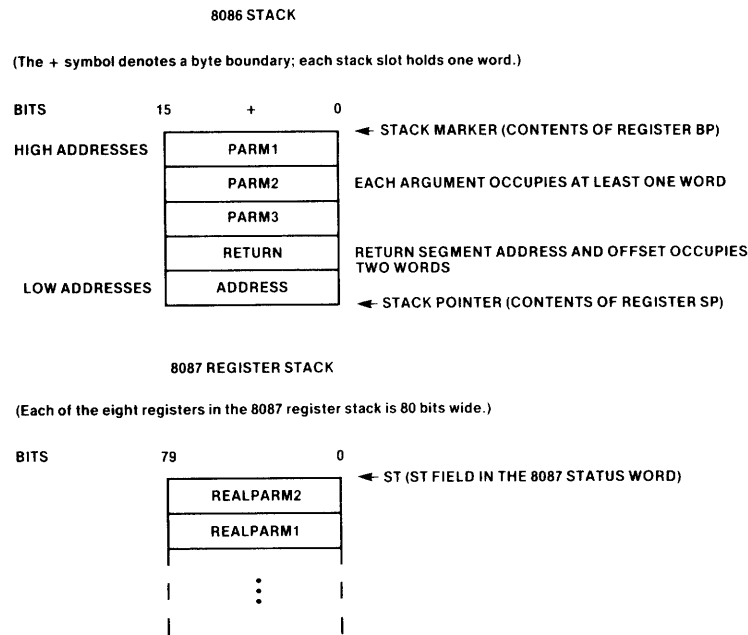 8086 STACK
(The + symbol denotes a byte boundary; each stack slot holds one word.)
BITS 15 + 0
STACK MARKER (CONTENTS OF REGISTER BP)
HIGH ADDRESSES PARM1
PARM2 EACH ARGUMENT OCCUPIES AT LEAST ONE WORD
PARM3
RETURN RETURN SEGMENT ADDRESS AND OFFSET OCCUPIES
TWO WORDS
LOW ADDRESSES ADDRESS
STACK POINTER (CONTENTS OF REGISTER SP)
8087 REGISTER STACK
(Each of the eight registers in the 8087 register stack is 80 bits wide.)
BITS 79 0
ST (ST FIELD IN THE 8087 STATUS WORD)
REALPARM2
REALPARM1